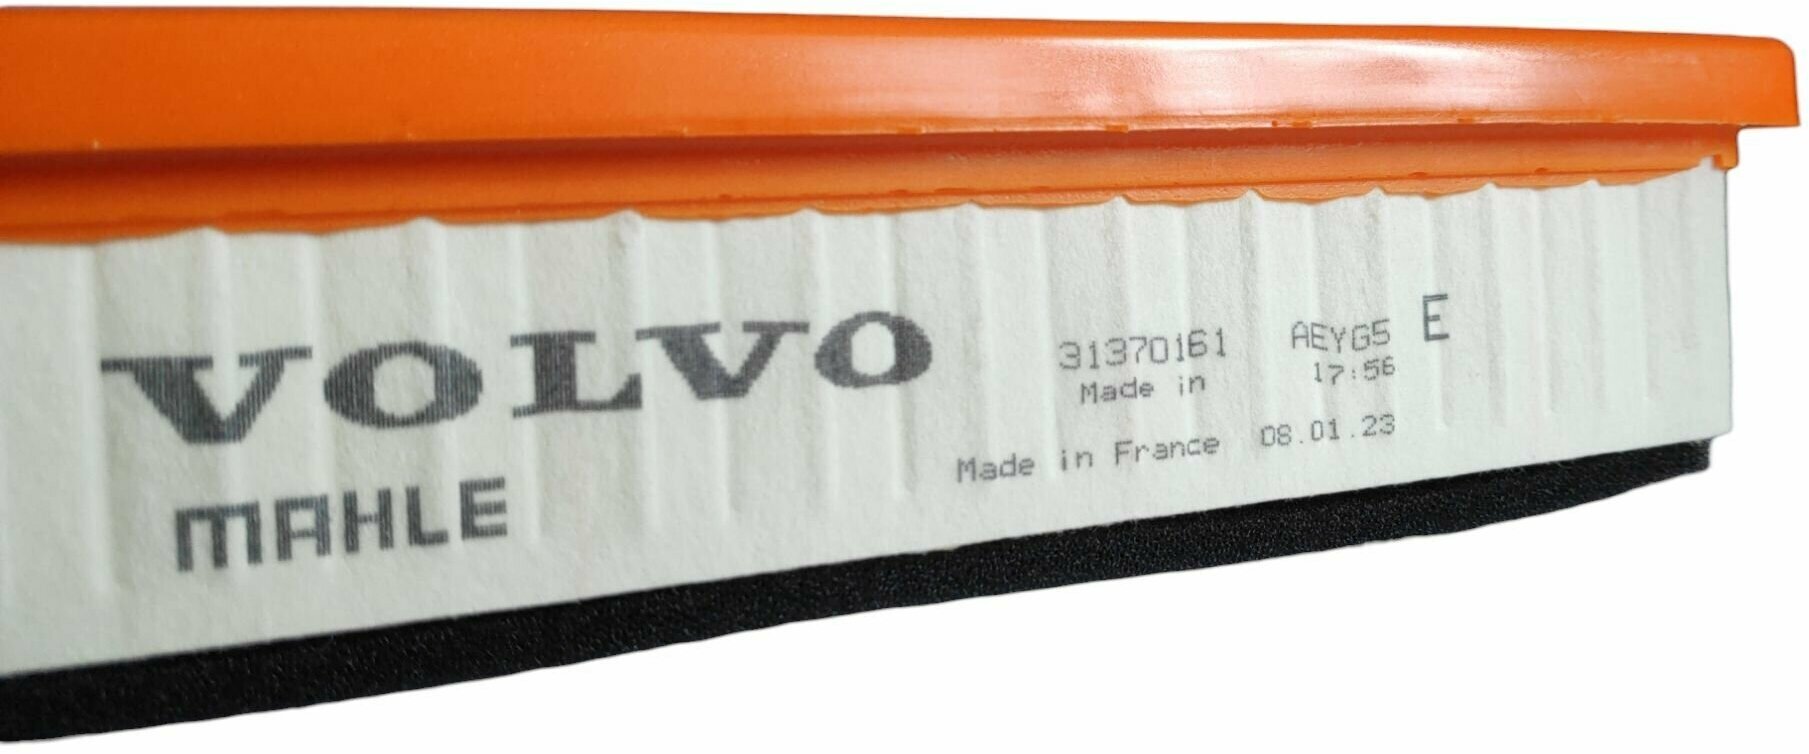 VOLVO
MAHLE
31370161 AEYG5 E
Made in 17:56
Made in France 08.01.23